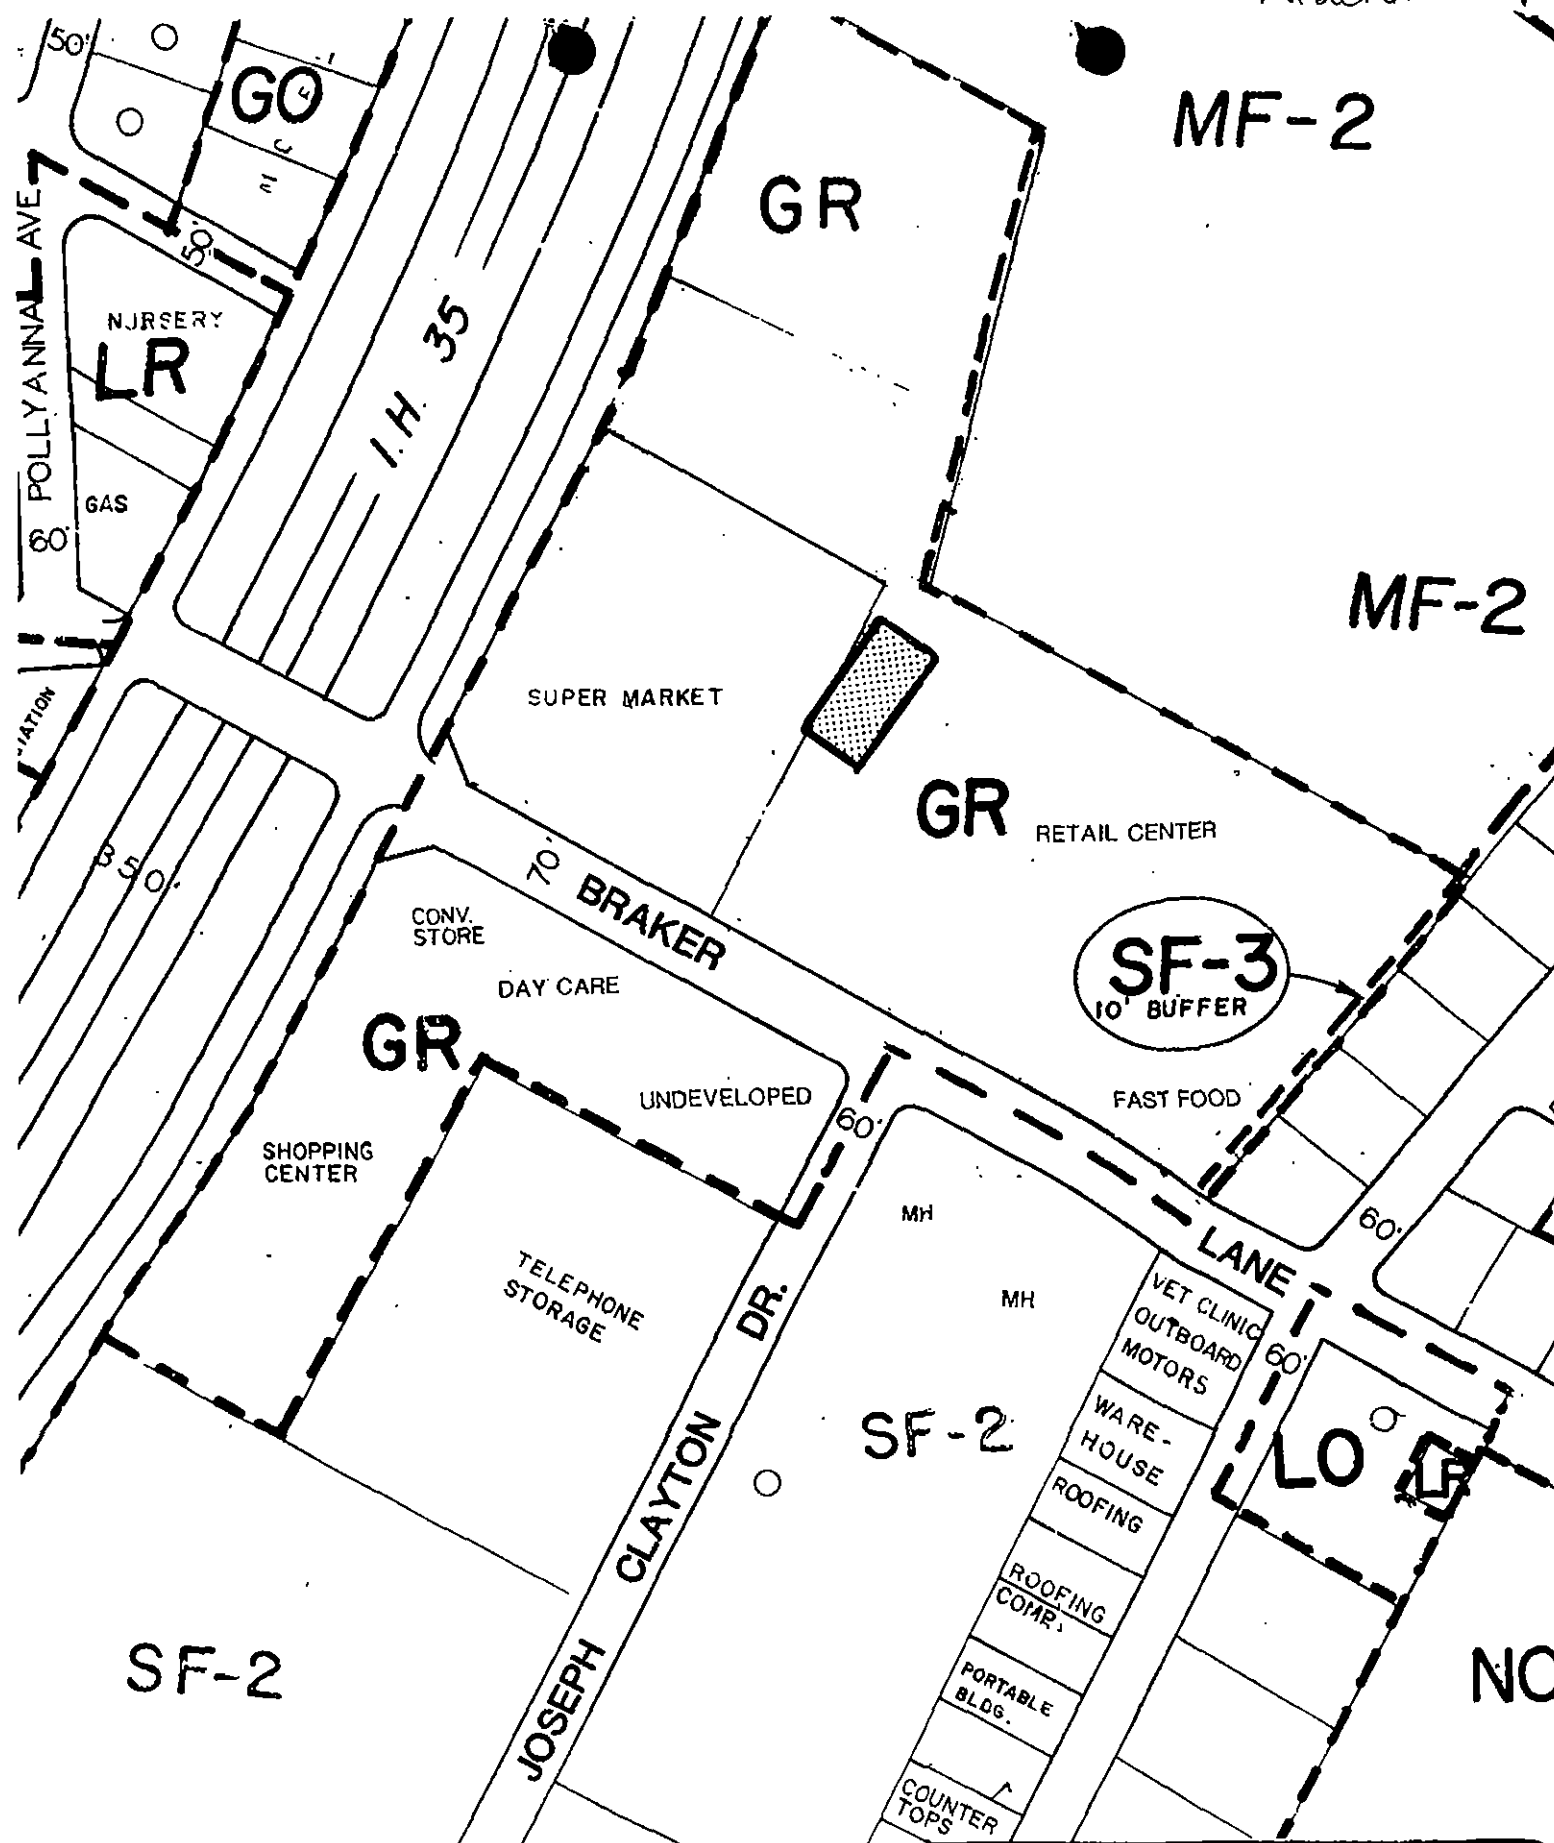 50'
GO
MF-2
GR
POLLYANNA AVE
50'
NURSERY
LR
I.H. 35
GAS
60'
MF-2
SUPER MARKET
GR
RETAIL CENTER
350'
70'
BRAKER
CONV.
STORE
DAY CARE
SF-3
10' BUFFER
GR
UNDEVELOPED
60'
FAST FOOD
SHOPPING
CENTER
MH
60'
LANE
TELEPHONE
STORAGE
DR.
MH
VET CLINIC
OUTBOARD
MOTORS
60'
WARE-
HOUSE
SF-2
LO
LR
ROOFING
CLAYTON
ROOFING
COMP.
SF-2
JOSEPH
PORTABLE
BLDG.
NO
COUNTER
TOPS